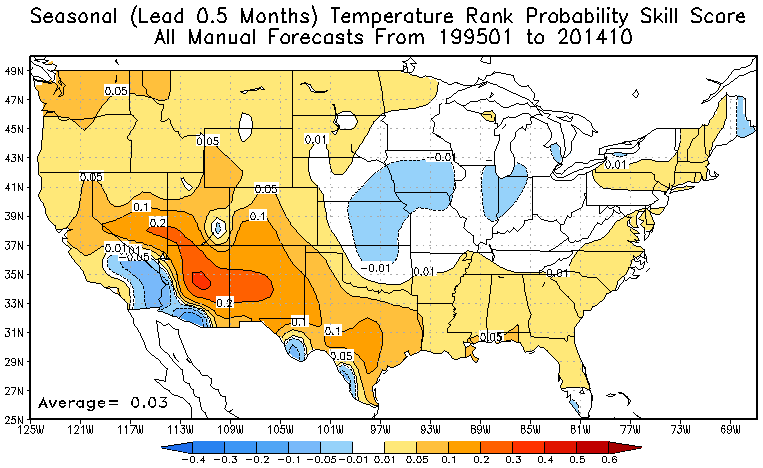 Seasonal (Lead 0.5 Months) Temperature Rank Probability Skill Scare
All Manual Forecasts From 199501 to 201410
49N
47N
45N
43N
41N
39N
37N
35N
33N
31N
29N
27N
25N
0.05
0.05
0.01
-0.01
0.01
0.05
0.05
0.1
0.1
0.2
0.01
0.01
-0.05
-0.01
0.01
0.01
0.2
0.1
0.1
0.05
0.05
Average= 0.03
125W 121W 117W 113W 109W 105W 101W 97W 93W 89W 85W 81W 77W 73W 69W
-0.4 -0.3 -0.2 -0.1 -0.05 -0.01 0.01 0.05 0.1 0.2 0.3 0.4 0.5 0.6